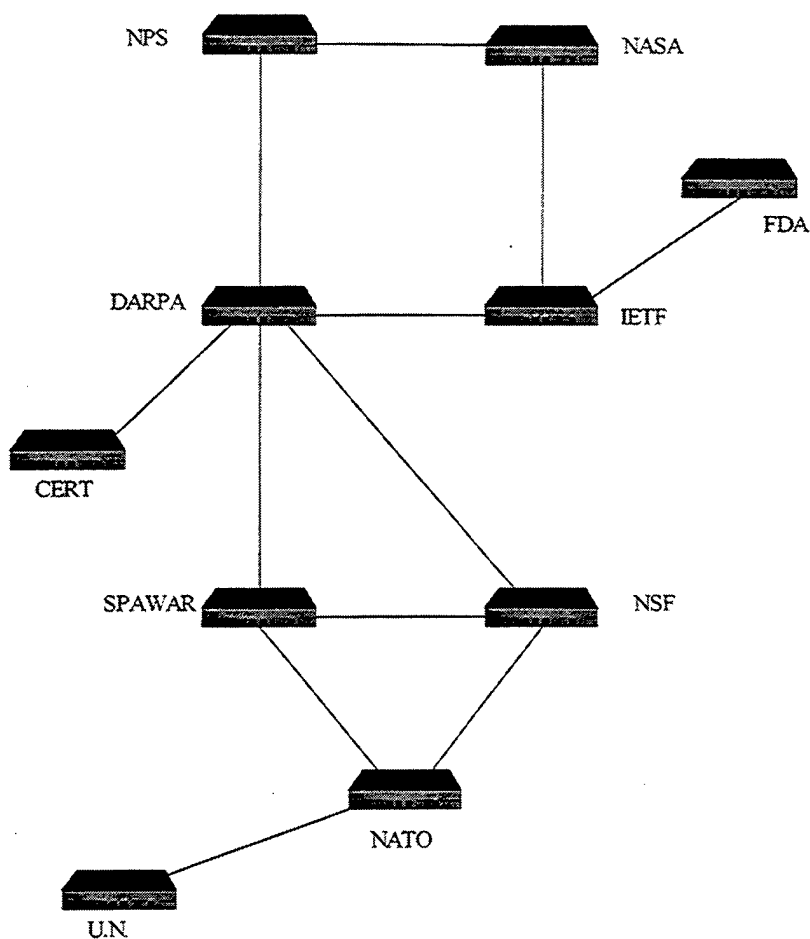 NPS
NASA
FDA
DARPA
IETF
CERT
SPAWAR
NSF
NATO
U.N.